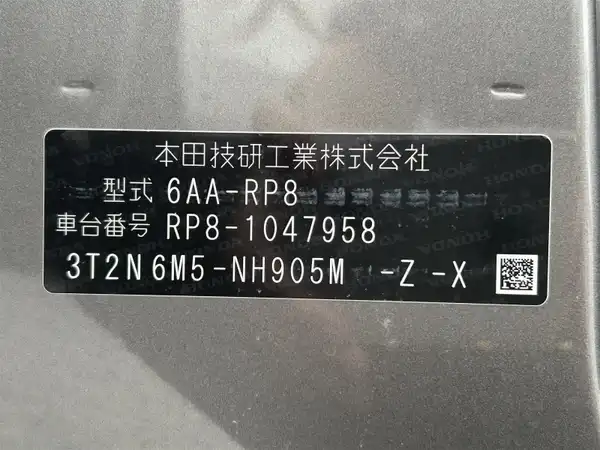 本田技研工業株式会社
型式 6AA-RP8
車台番号 RP8-1047958
3T2N6M5-NH905M -Z-X